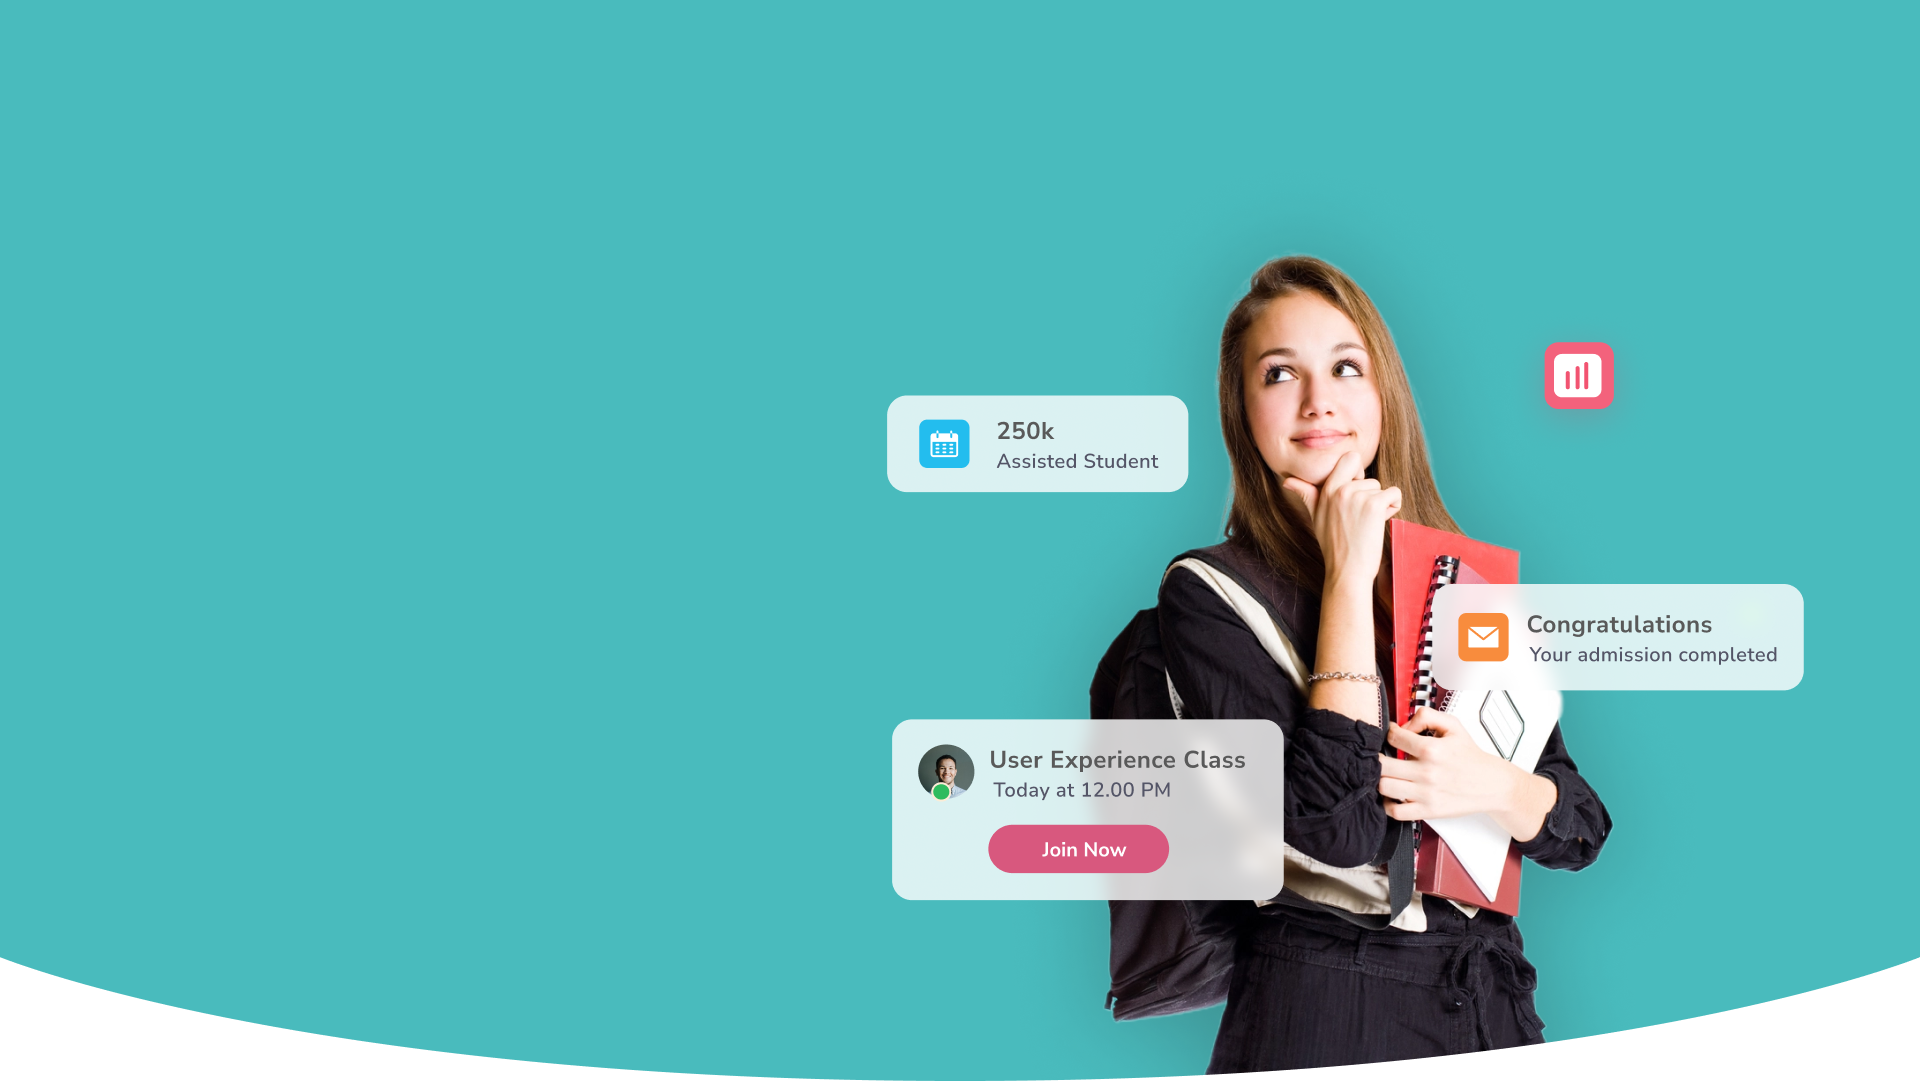 250k
Assisted Student
Congratulations
Your admission completed
User Experience Class
Today at 12.00 PM
Join Now